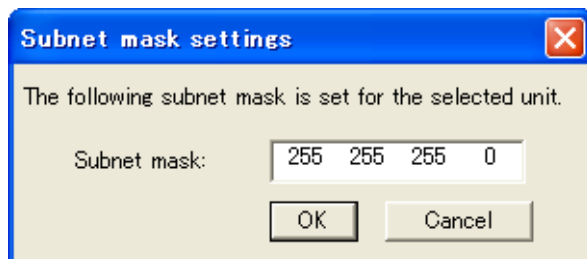 Subnet mask settings
The following subnet mask is set for the selected unit.
Subnet mask: 255 255 255 0
OK Cancel